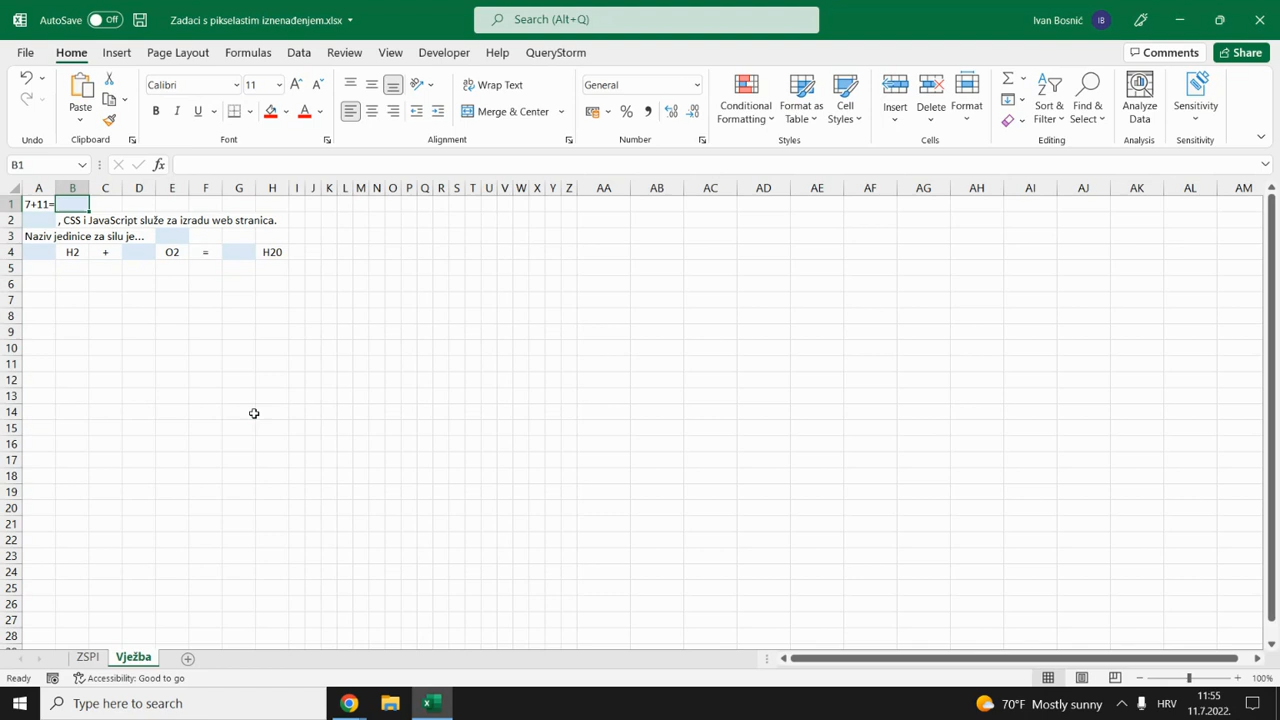 AutoSave Off Zadaci s pikselastim iznenađenjem.xlsx Search (Alt+Q) Ivan Bosnić IB
File Home Insert Page Layout Formulas Data Review View Developer Help QueryStorm Comments Share
Paste Calibri 11 Wrap Text General Conditional Formatting Format as Table Cell Styles Insert Delete Format Sort & Filter Find & Select Analyze Data Sensitivity
B I U A Merge & Center %
Undo Clipboard Font Alignment Number Styles Cells Editing Analysis Sensitivity
B1 fx
A B C D E F G H I J K L M N O P Q R S T U V W X Y Z AA AB AC AD AE AF AG AH AI AJ AK AL AM
1 7+11=
2 , CSS i JavaScript služe za izradu web stranica.
3 Naziv jedinice za silu je...
4 H2 + O2 = H20
5
6
7
8
9
10
11
12
13
14
15
16
17
18
19
20
21
22
23
24
25
26
27
28
ZSPI Vježba
Ready Accessibility: Good to go 100%
Type here to search 70°F Mostly sunny HRV 11:55
11.7.2022.